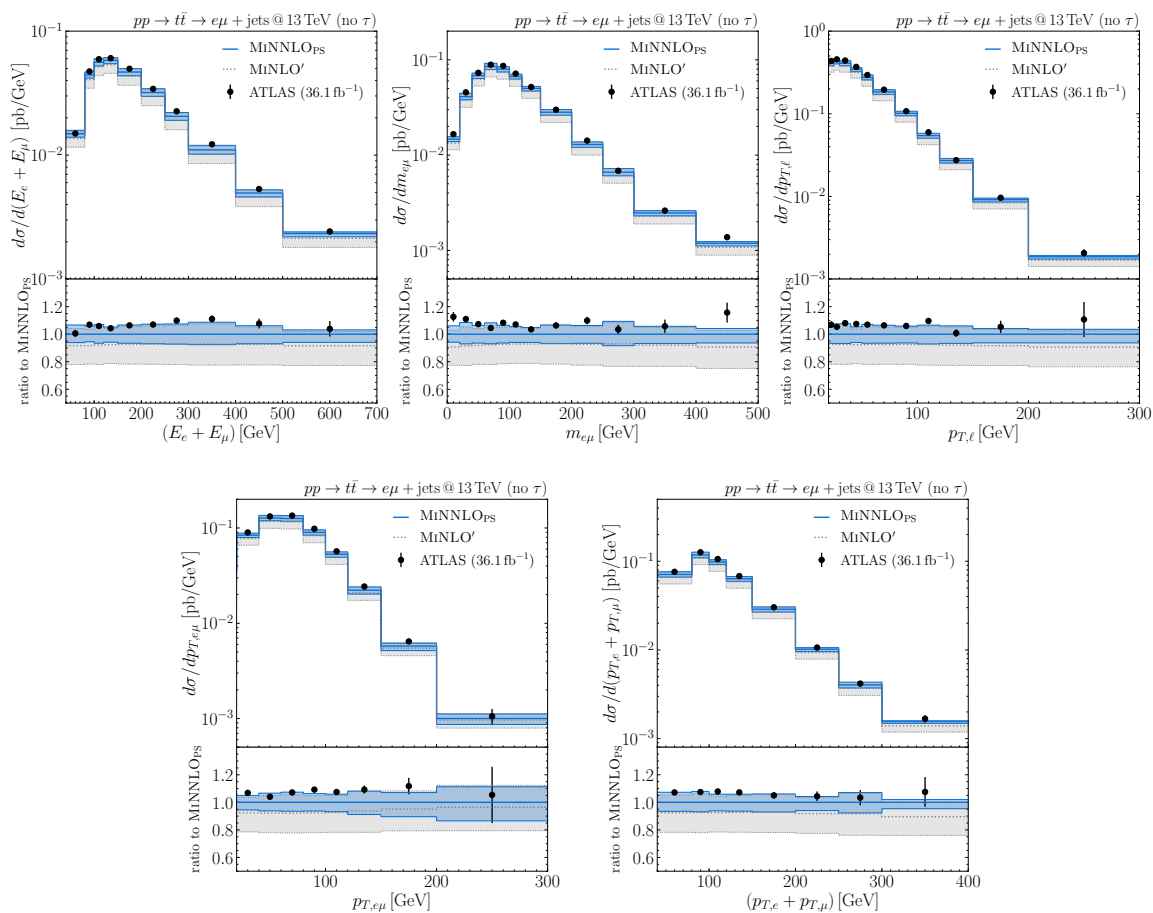 pp → tt̄ → eμ + jets @ 13 TeV (no τ)
MiNNLO_PS
MiNLO′
ATLAS (36.1 fb⁻¹)
dσ/d(E_e + E_μ) [pb/GeV]
10⁻¹
10⁻²
10⁻³
ratio to MiNNLO_PS
1.2
1.0
0.8
0.6
100 200 300 400 500 600 700
(E_e + E_μ) [GeV]
pp → tt̄ → eμ + jets @ 13 TeV (no τ)
MiNNLO_PS
MiNLO′
ATLAS (36.1 fb⁻¹)
dσ/dm_eμ [pb/GeV]
10⁻¹
10⁻²
10⁻³
ratio to MiNNLO_PS
1.2
1.0
0.8
0.6
0 100 200 300 400 500
m_eμ [GeV]
pp → tt̄ → eμ + jets @ 13 TeV (no τ)
MiNNLO_PS
MiNLO′
ATLAS (36.1 fb⁻¹)
dσ/dp_T,ℓ [pb/GeV]
10⁰
10⁻¹
10⁻²
10⁻³
ratio to MiNNLO_PS
1.2
1.0
0.8
0.6
100 200 300
p_T,ℓ [GeV]
pp → tt̄ → eμ + jets @ 13 TeV (no τ)
MiNNLO_PS
MiNLO′
ATLAS (36.1 fb⁻¹)
dσ/dp_T,eμ [pb/GeV]
10⁻¹
10⁻²
10⁻³
ratio to MiNNLO_PS
1.2
1.0
0.8
0.6
100 200 300
p_T,eμ [GeV]
pp → tt̄ → eμ + jets @ 13 TeV (no τ)
MiNNLO_PS
MiNLO′
ATLAS (36.1 fb⁻¹)
dσ/d(p_T,e + p_T,μ) [pb/GeV]
10⁻¹
10⁻²
10⁻³
ratio to MiNNLO_PS
1.2
1.0
0.8
0.6
100 200 300 400
(p_T,e + p_T,μ) [GeV]